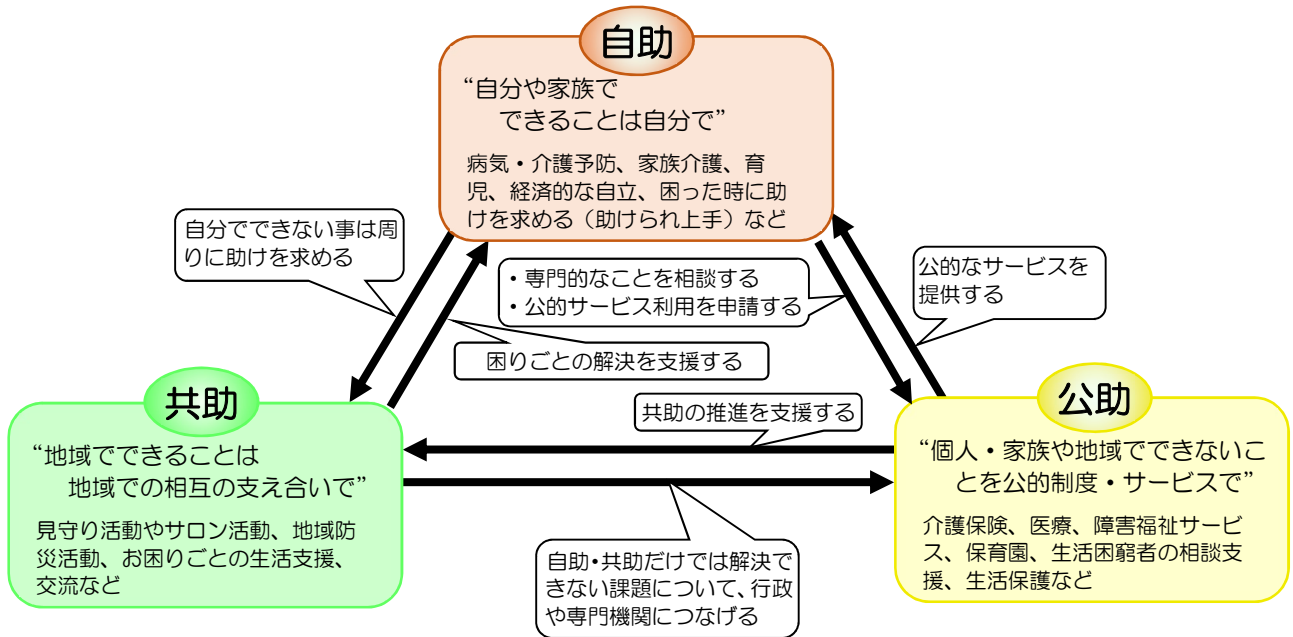 自助
“自分や家族で
できることは自分で”
病気・介護予防、家族介護、育
児、経済的な自立、困った時に助
けを求める（助けられ上手）など
自分でできない事は周
りに助けを求める
・専門的なことを相談する
・公的サービス利用を申請する
公的なサービスを
提供する
困りごとの解決を支援する
共助
“地域でできることは
地域での相互の支え合いで”
見守り活動やサロン活動、地域防
災活動、お困りごとの生活支援、
交流など
共助の推進を支援する
自助・共助だけでは解決で
きない課題について、行政
や専門機関につなげる
公助
“個人・家族や地域でできないこ
とを公的制度・サービスで”
介護保険、医療、障害福祉サービ
ス、保育園、生活困窮者の相談支
援、生活保護など